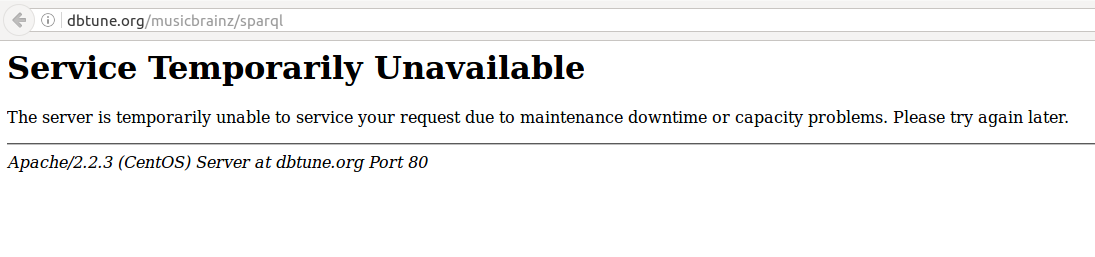 dbtune.org/musicbrainz/sparql
Service Temporarily Unavailable
The server is temporarily unable to service your request due to maintenance downtime or capacity problems. Please try again later.
Apache/2.2.3 (CentOS) Server at dbtune.org Port 80